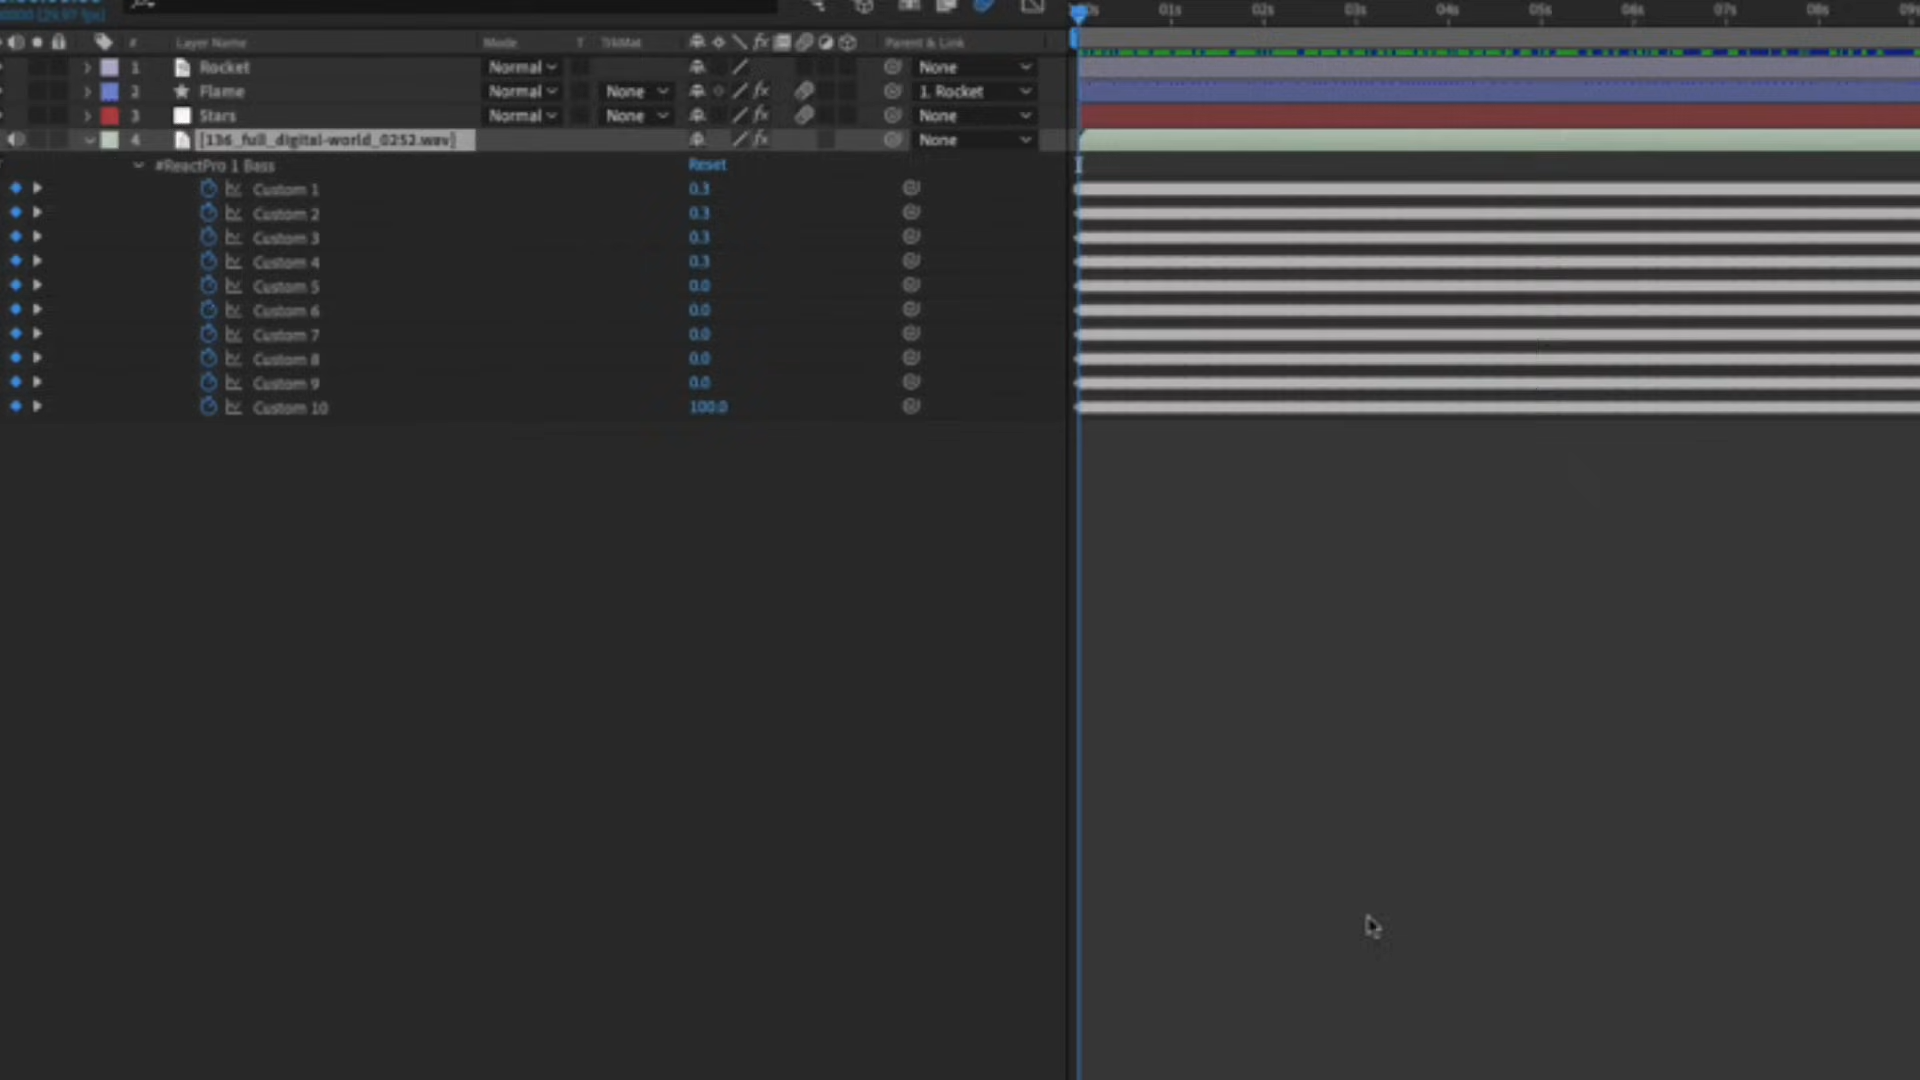 01s 02s 03s 04s 05s 06s 07s 08s
# Layer Name Mode T TrkMat Parent & Link
1 Rocket Normal None
2 Flame Normal None 1. Rocket
3 Stars Normal None None
4 [136_full_digital-world_0252.wav] None
#ReactPro 1 Bass Reset
Custom 1 0.3
Custom 2 0.3
Custom 3 0.3
Custom 4 0.3
Custom 5 0.0
Custom 6 0.0
Custom 7 0.0
Custom 8 0.0
Custom 9 0.0
Custom 10 100.0